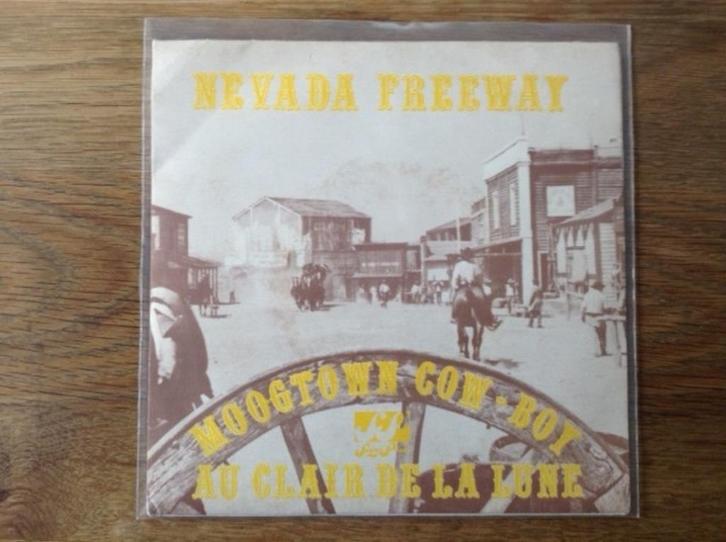 NEVADA FREEWAY
MOOGTOWN COW-BOY
AU CLAIR DE LA LUNE